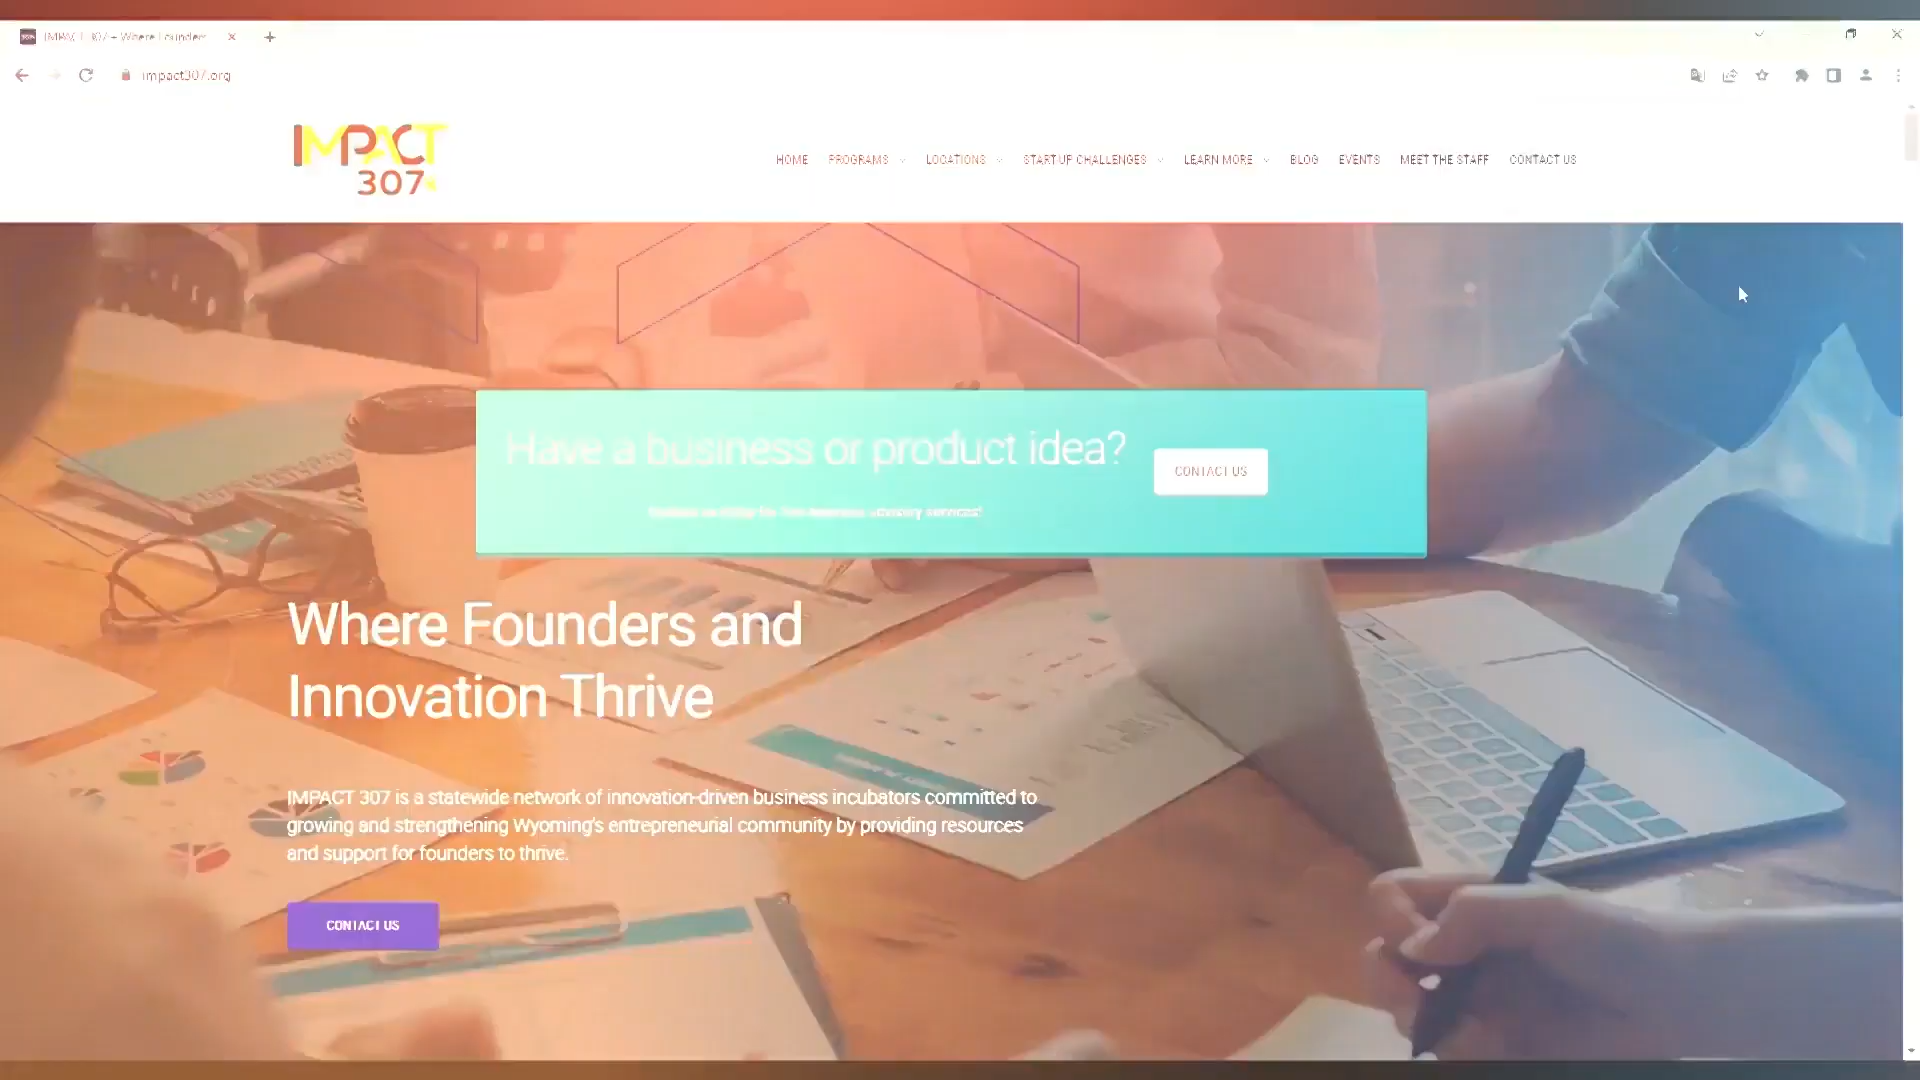 impact307.org
IMPACT
307
HOME PROGRAMS LOCATIONS START-UP CHALLENGES LEARN MORE BLOG EVENTS MEET THE STAFF CONTACT US
Have a business or product idea?
CONTACT US
services!
Where Founders and
Innovation Thrive
IMPACT 307 is a statewide network of innovation-driven business incubators committed to
growing and strengthening Wyoming's entrepreneurial community by providing resources
and support for founders to thrive.
CONTACT US